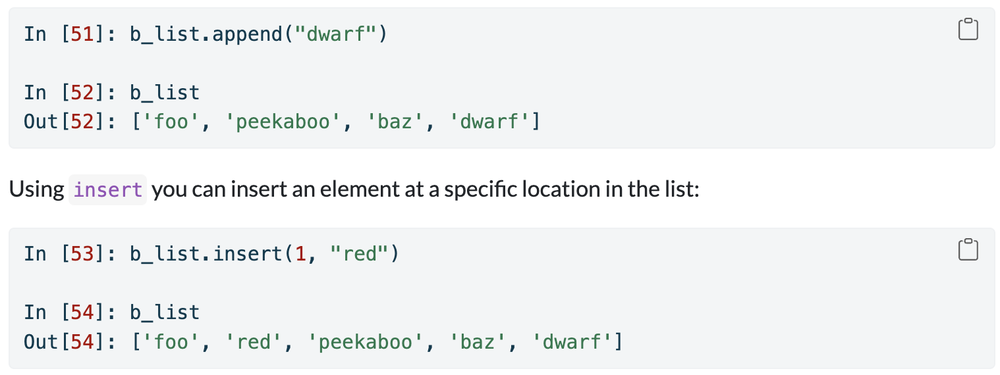 In [51]: b_list.append("dwarf")
In [52]: b_list
Out[52]: ['foo', 'peekaboo', 'baz', 'dwarf']
Using insert you can insert an element at a specific location in the list:
In [53]: b_list.insert(1, "red")
In [54]: b_list
Out[54]: ['foo', 'red', 'peekaboo', 'baz', 'dwarf']